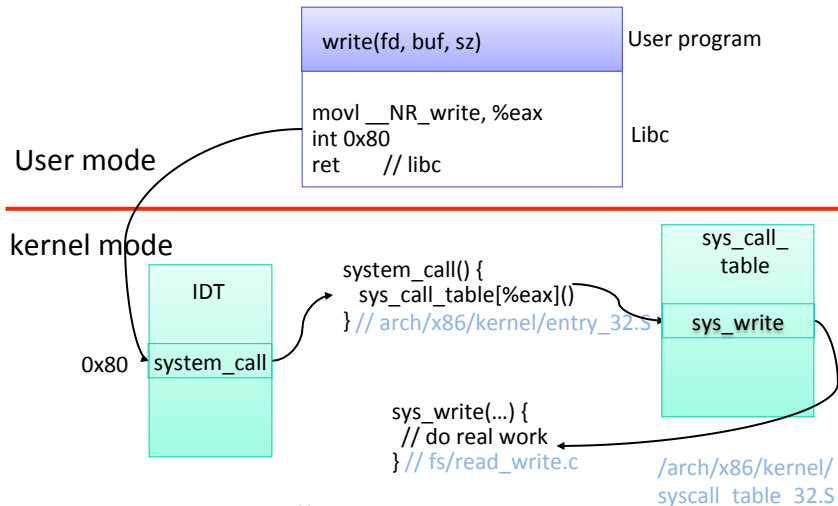 write(fd, buf, sz)
User program
movl __NR_write, %eax
int 0x80
ret // libc
Libc
User mode
kernel mode
IDT
0x80
system_call
system_call() {
sys_call_table[%eax]()
} // arch/x86/kernel/entry_32.S
sys_call_
table
sys_write
sys_write(…) {
// do real work
} // fs/read_write.c
/arch/x86/kernel/
syscall_table_32.S